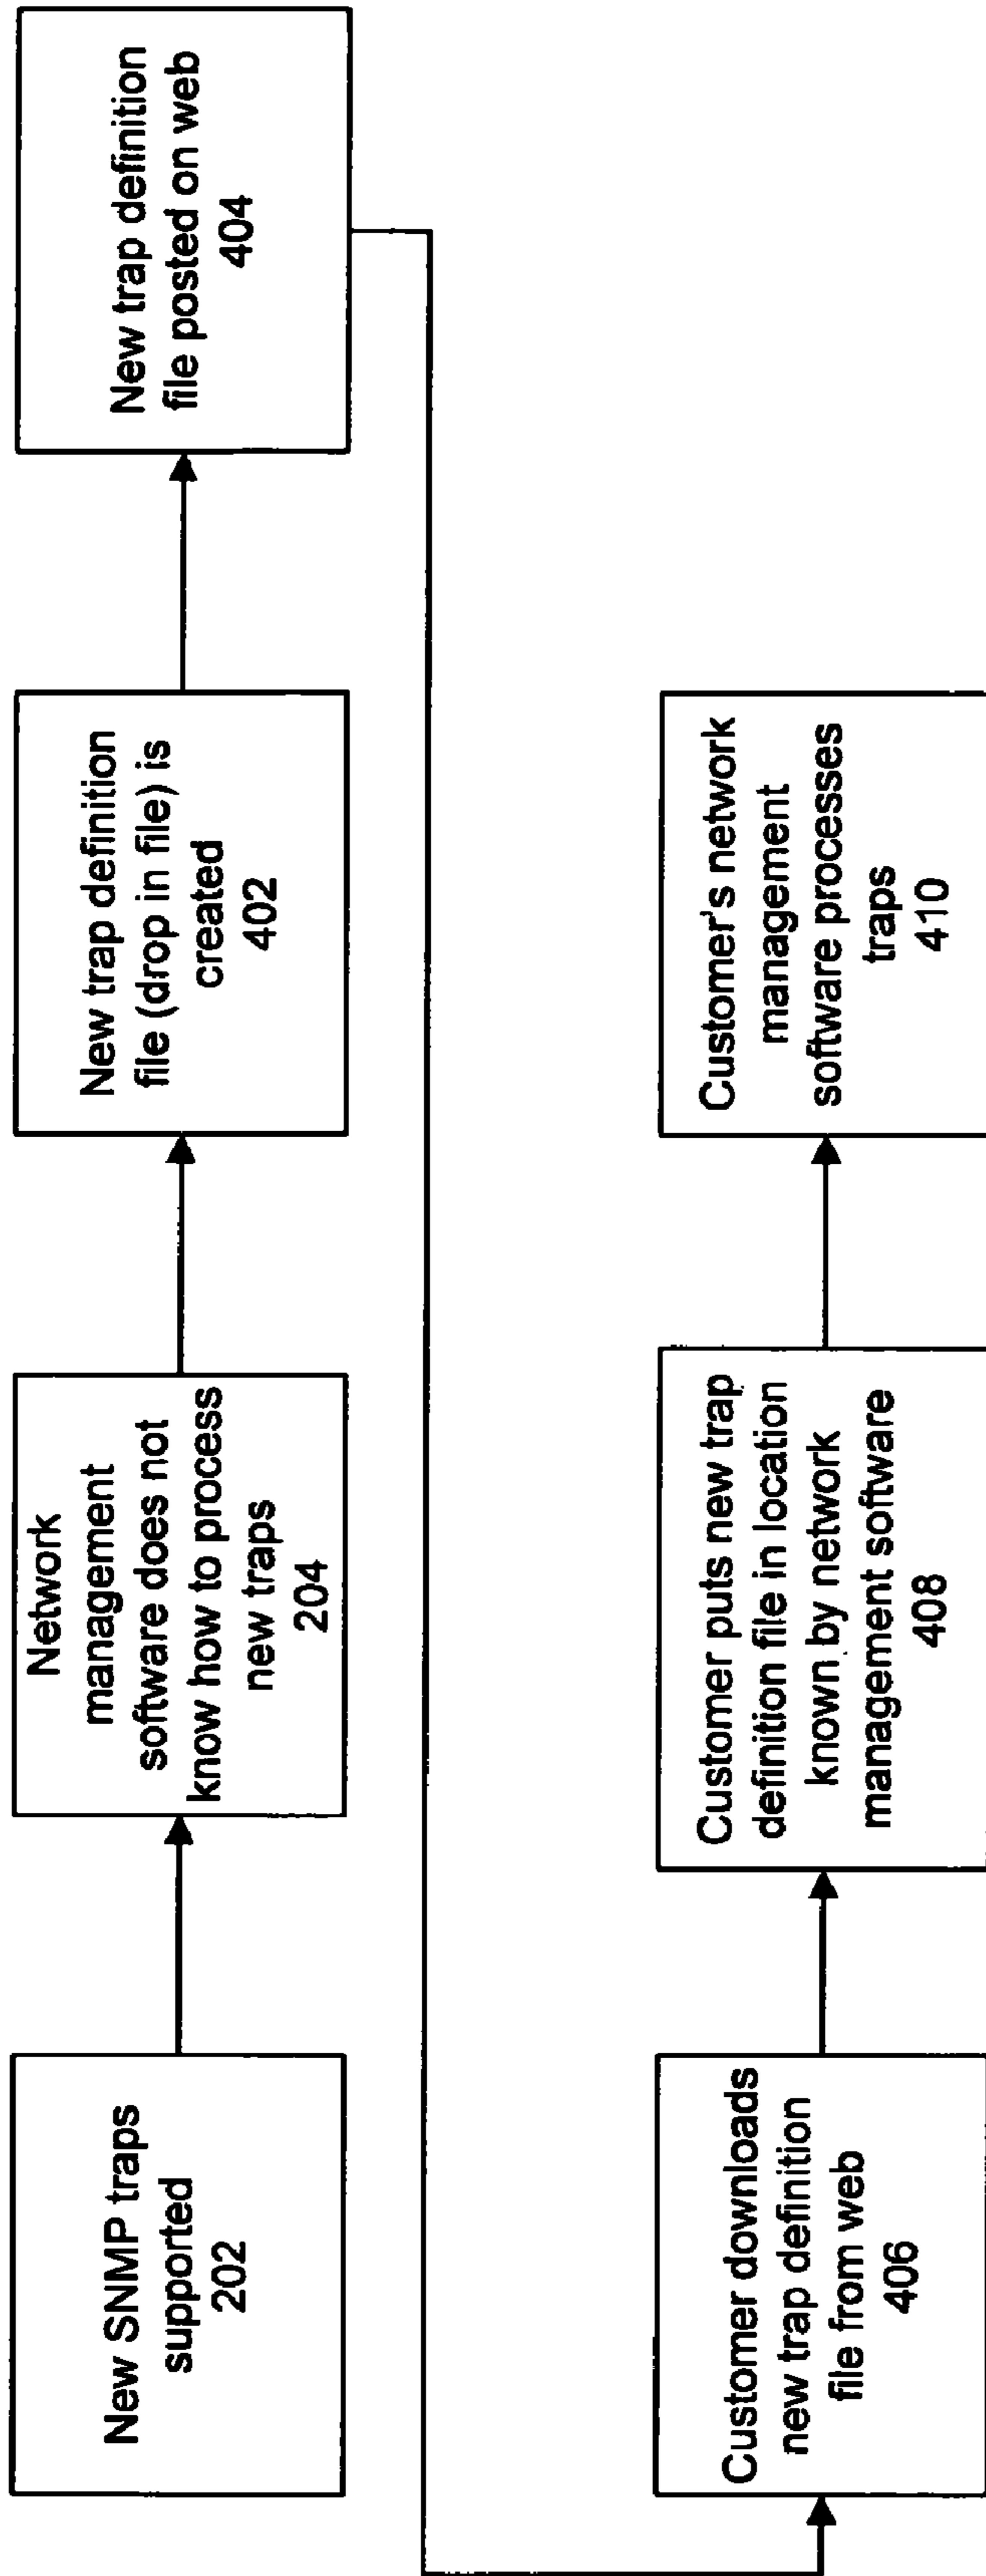 New SNMP traps
supported
202
Network
management
software does not
know how to process
new traps
204
New trap definition
file (drop in file) is
created
402
New trap definition
file posted on web
404
Customer downloads
new trap definition
file from web
406
Customer puts new trap
definition file in location
known by network
management software
408
Customer's network
management
software processes
traps
410